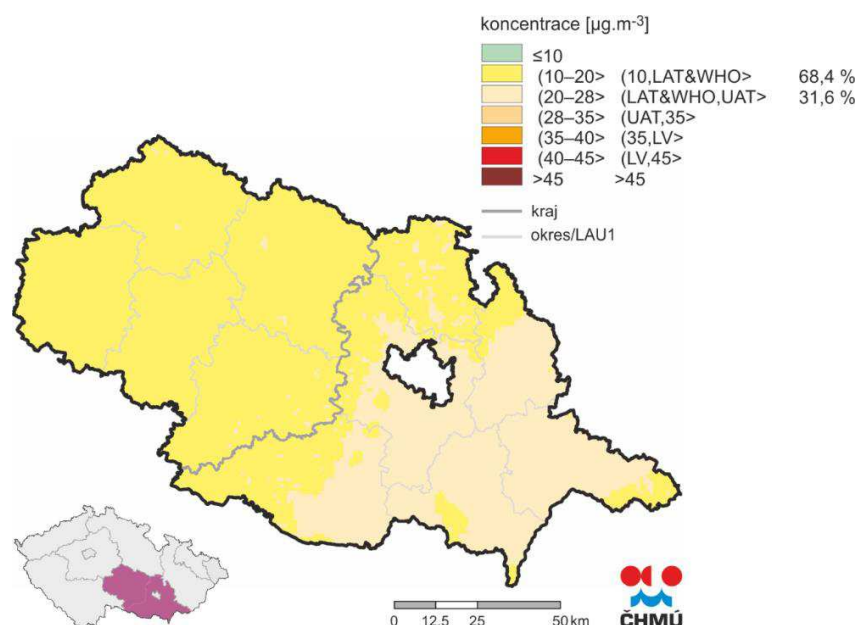 koncentrace [µg.m-3]
≤10
(10–20> (10,LAT&WHO> 68,4 %
(20–28> (LAT&WHO,UAT> 31,6 %
(28–35> (UAT,35>
(35–40> (35,LV>
(40–45> (LV,45>
>45 >45
kraj
okres/LAU1
0 12.5 25 50 km
ČHMÚ